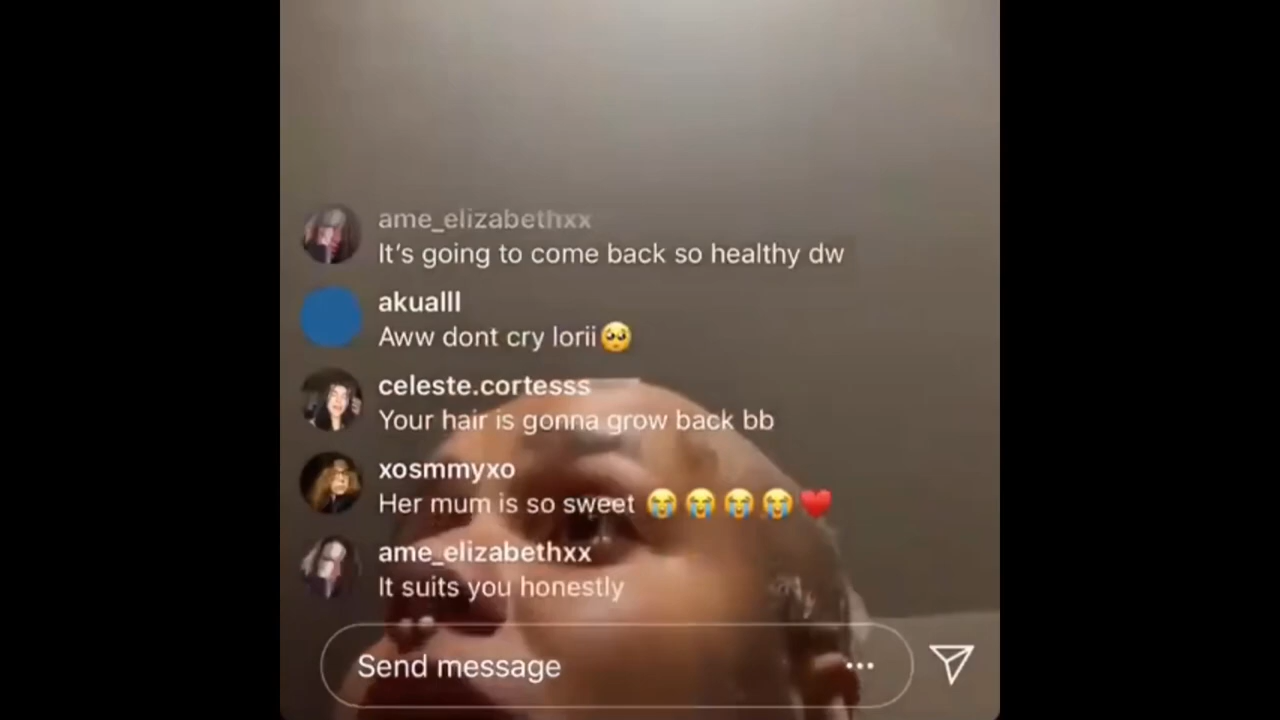 ame_elizabethxx
It’s going to come back so healthy dw
akualll
Aww dont cry lorii🥺
celeste.cortesss
Your hair is gonna grow back bb
xosmmyxo
Her mum is so sweet 😭😭😭😭♥️
ame_elizabethxx
It suits you honestly
Send message